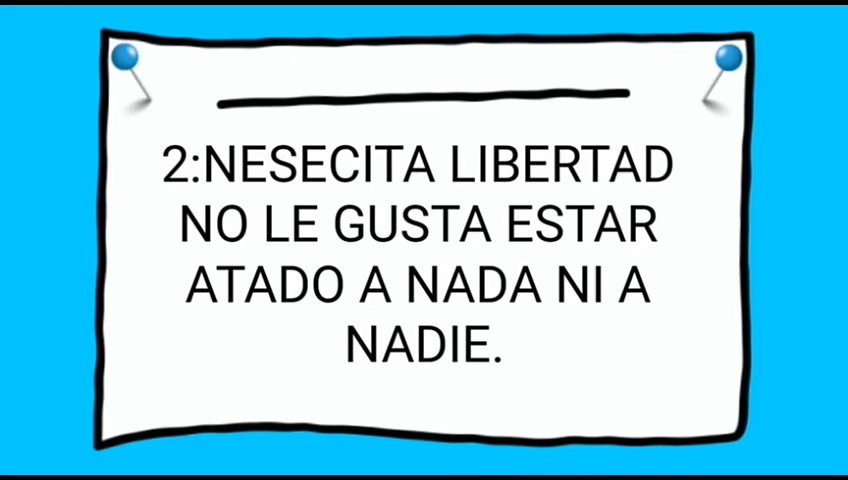 2:NESECITA LIBERTAD
NO LE GUSTA ESTAR
ATADO A NADA NI A
NADIE.